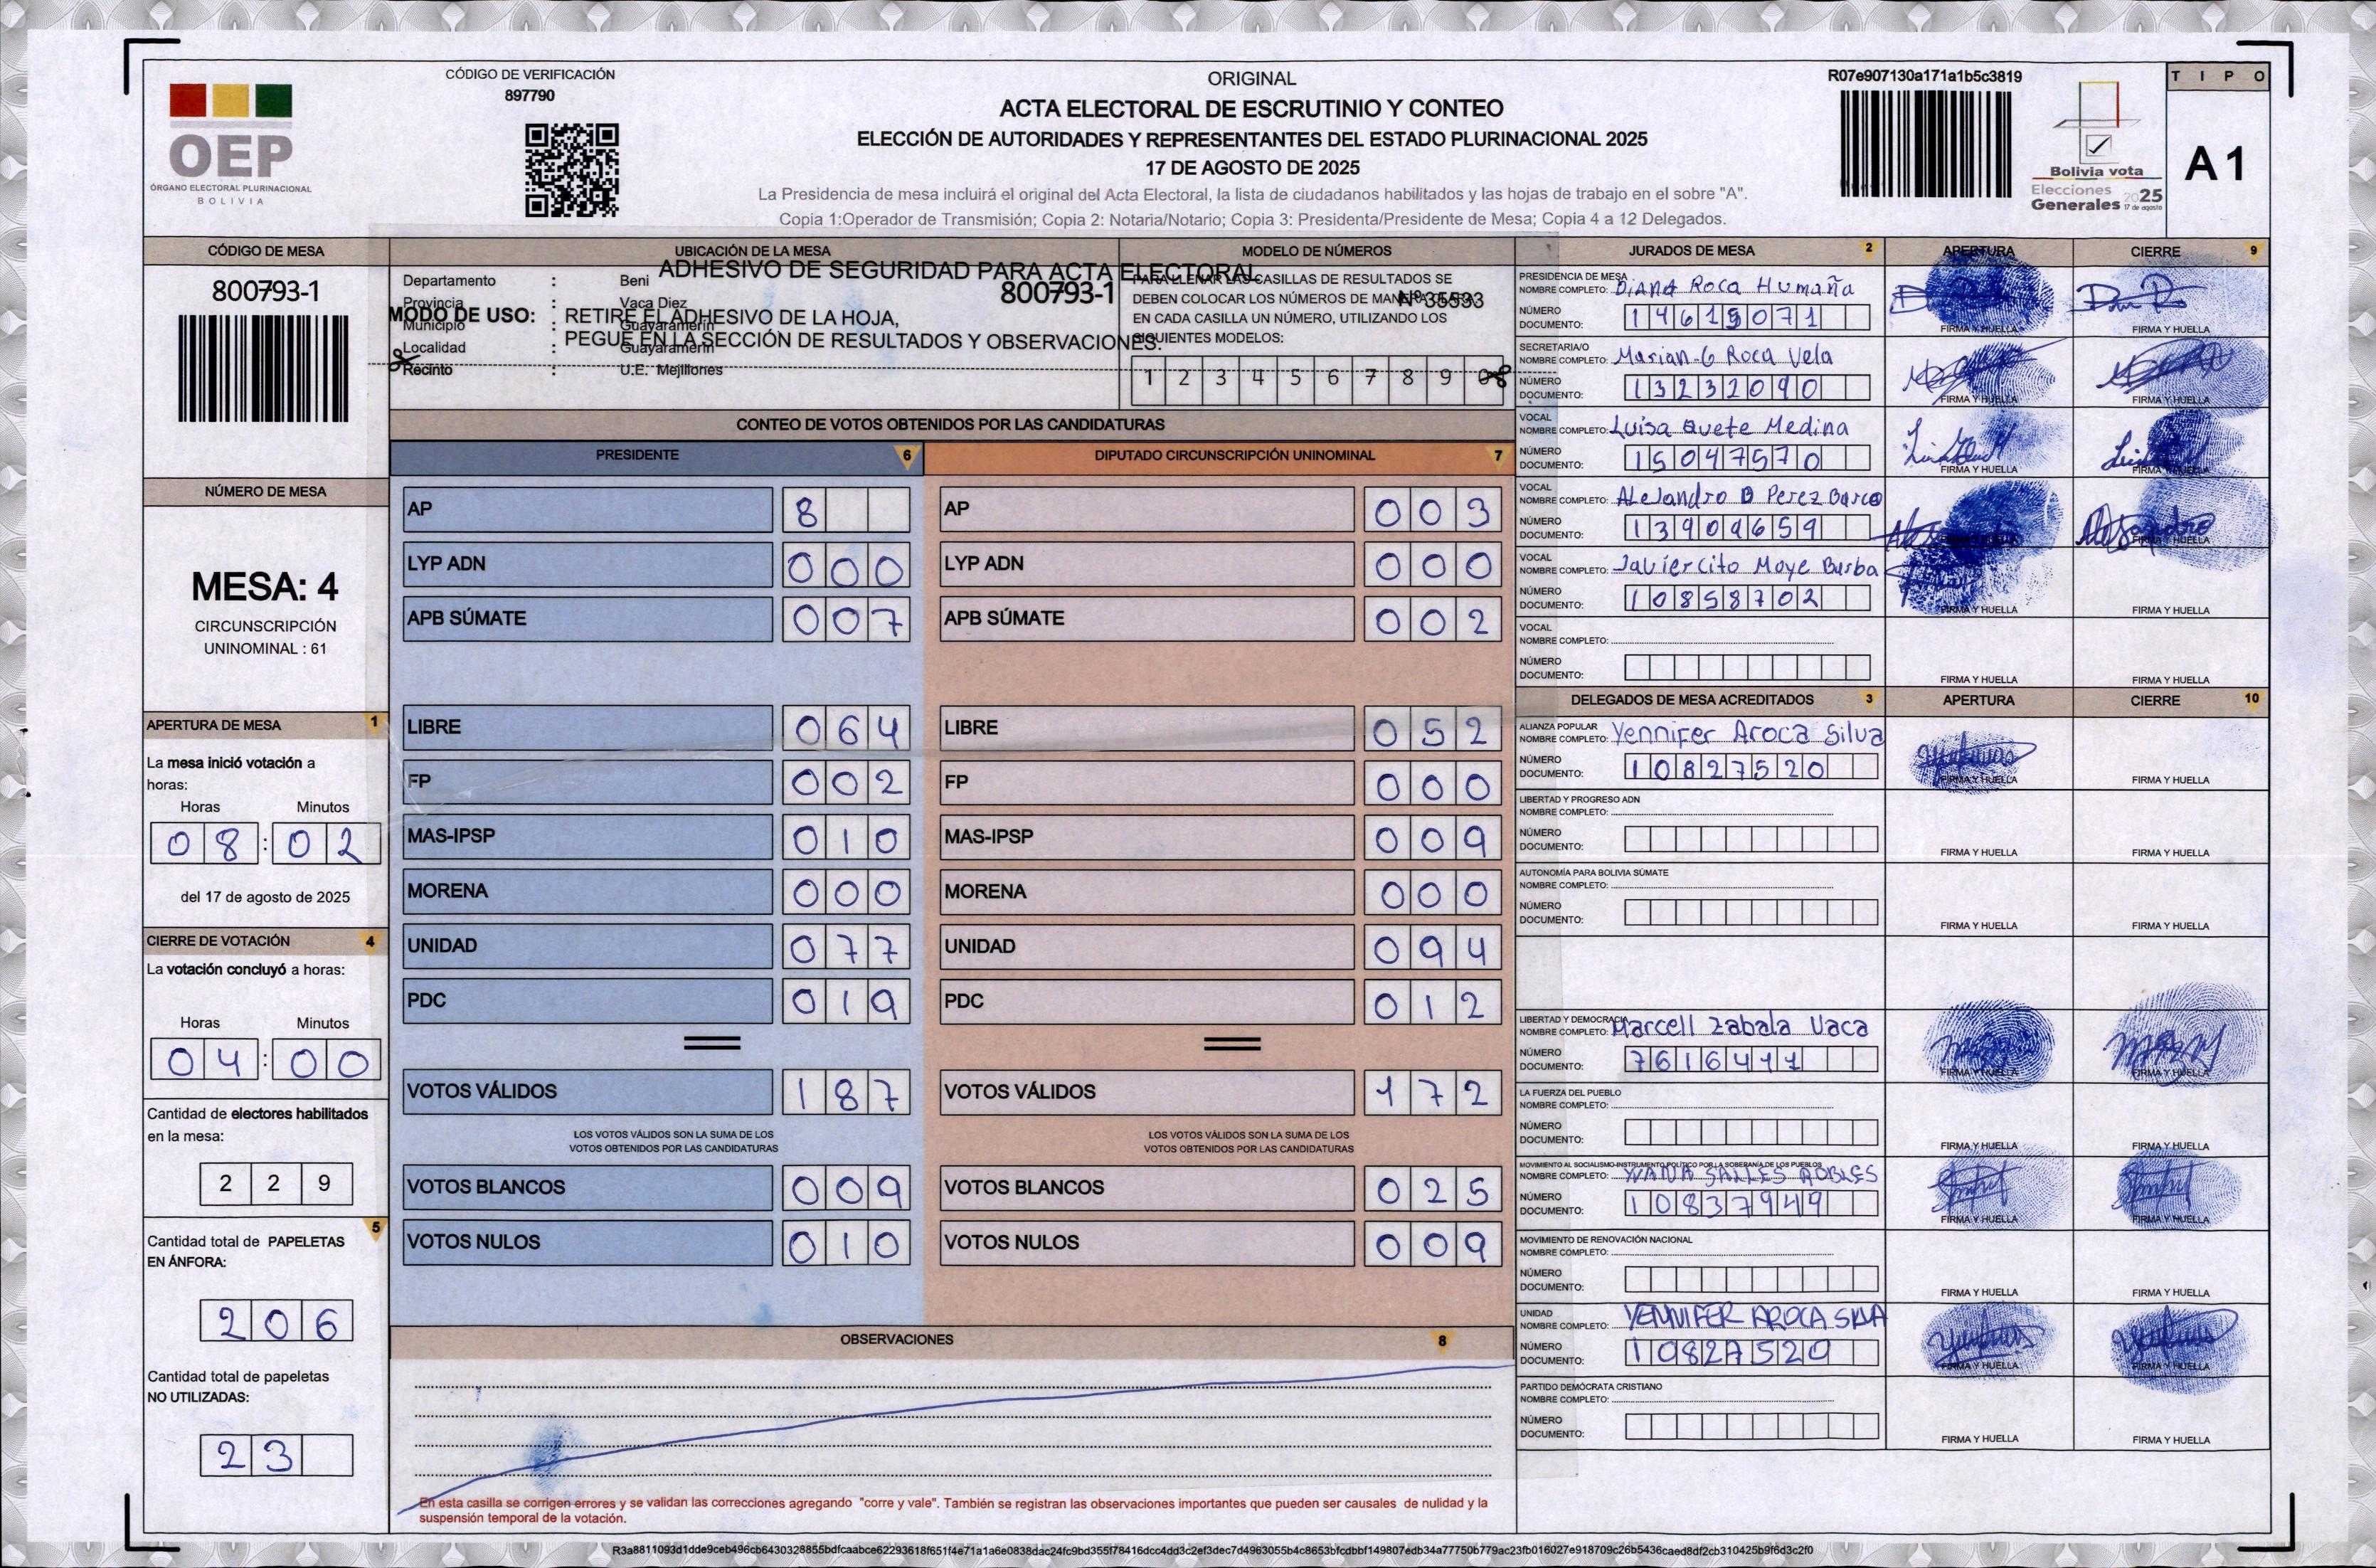 CÓDIGO DE VERIFICACIÓN
897790
OEP
ÓRGANO ELECTORAL PLURINACIONAL
BOLIVIA
ORIGINAL
ACTA ELECTORAL DE ESCRUTINIO Y CONTEO
ELECCIÓN DE AUTORIDADES Y REPRESENTANTES DEL ESTADO PLURINACIONAL 2025
17 DE AGOSTO DE 2025
La Presidencia de mesa incluirá el original del Acta Electoral, la lista de ciudadanos habilitados y las hojas de trabajo en el sobre "A".
Copia 1:Operador de Transmisión; Copia 2: Notaria/Notario; Copia 3: Presidenta/Presidente de Mesa; Copia 4 a 12 Delegados.
R07e907130a171a1b5c3819
Bolivia vota
Elecciones
Generales 2025
17 de agosto
TIPO
A1
CÓDIGO DE MESA
800793-1
NÚMERO DE MESA
MESA: 4
CIRCUNSCRIPCIÓN
UNINOMINAL : 61
APERTURA DE MESA 1
La mesa inició votación a
horas:
Horas Minutos
08:02
del 17 de agosto de 2025
CIERRE DE VOTACIÓN 4
La votación concluyó a horas:
Horas Minutos
04:00
Cantidad de electores habilitados
en la mesa:
229
5
Cantidad total de PAPELETAS
EN ÁNFORA:
206
Cantidad total de papeletas
NO UTILIZADAS:
23
UBICACIÓN DE LA MESA
Departamento : Beni
Provincia : Vaca Diez
Municipio : Guayaramerín
Localidad : Guayaramerín
Recinto : U.E. Mejillones
ADHESIVO DE SEGURIDAD PARA ACTA ELECTORAL
800793-1
Nº 35533
MODO DE USO: RETIRE EL ADHESIVO DE LA HOJA,
PEGUE EN LA SECCIÓN DE RESULTADOS Y OBSERVACIONES.
MODELO DE NÚMEROS
PARA LLENAR LAS CASILLAS DE RESULTADOS SE
DEBEN COLOCAR LOS NÚMEROS DE MANERA
EN CADA CASILLA UN NÚMERO, UTILIZANDO LOS
SIGUIENTES MODELOS:
1 2 3 4 5 6 7 8 9 0
CONTEO DE VOTOS OBTENIDOS POR LAS CANDIDATURAS
PRESIDENTE 6
AP 8
LYP ADN 000
APB SÚMATE 007
LIBRE 064
FP 002
MAS-IPSP 010
MORENA 000
UNIDAD 077
PDC 019
VOTOS VÁLIDOS 187
LOS VOTOS VÁLIDOS SON LA SUMA DE LOS
VOTOS OBTENIDOS POR LAS CANDIDATURAS
VOTOS BLANCOS 009
VOTOS NULOS 010
DIPUTADO CIRCUNSCRIPCIÓN UNINOMINAL 7
AP 003
LYP ADN 000
APB SÚMATE 002
LIBRE 052
FP 000
MAS-IPSP 009
MORENA 000
UNIDAD 094
PDC 012
VOTOS VÁLIDOS 172
LOS VOTOS VÁLIDOS SON LA SUMA DE LOS
VOTOS OBTENIDOS POR LAS CANDIDATURAS
VOTOS BLANCOS 025
VOTOS NULOS 009
OBSERVACIONES 8
En esta casilla se corrigen errores y se validan las correcciones agregando "corre y vale". También se registran las observaciones importantes que pueden ser causales de nulidad y la
suspensión temporal de la votación.
JURADOS DE MESA 2 APERTURA CIERRE 9
PRESIDENCIA DE MESA
NOMBRE COMPLETO: Diana Roca Humaña
NÚMERO
DOCUMENTO: 14615071
FIRMA Y HUELLA FIRMA Y HUELLA
SECRETARIA/O
NOMBRE COMPLETO: Marian-G Roca Vela
NÚMERO
DOCUMENTO: 13232090
FIRMA Y HUELLA FIRMA Y HUELLA
VOCAL
NOMBRE COMPLETO: Luisa Quete Medina
NÚMERO
DOCUMENTO: 15047570
FIRMA Y HUELLA FIRMA Y HUELLA
VOCAL
NOMBRE COMPLETO: Alejandro D Perez Barco
NÚMERO
DOCUMENTO: 13909659
FIRMA Y HUELLA FIRMA Y HUELLA
VOCAL
NOMBRE COMPLETO: Javiercito Moye Burba
NÚMERO
DOCUMENTO: 10858702
FIRMA Y HUELLA FIRMA Y HUELLA
VOCAL
NOMBRE COMPLETO:
NÚMERO
DOCUMENTO:
FIRMA Y HUELLA FIRMA Y HUELLA
DELEGADOS DE MESA ACREDITADOS 3 APERTURA CIERRE 10
ALIANZA POPULAR
NOMBRE COMPLETO: Yennifer Aroca Silva
NÚMERO
DOCUMENTO: 10827520
FIRMA Y HUELLA FIRMA Y HUELLA
LIBERTAD Y PROGRESO ADN
NOMBRE COMPLETO:
NÚMERO
DOCUMENTO:
FIRMA Y HUELLA FIRMA Y HUELLA
AUTONOMÍA PARA BOLIVIA SÚMATE
NOMBRE COMPLETO:
NÚMERO
DOCUMENTO:
FIRMA Y HUELLA FIRMA Y HUELLA
LIBERTAD Y DEMOCRACIA
NOMBRE COMPLETO: Marcell Zabala Vaca
NÚMERO
DOCUMENTO: 7616411
FIRMA Y HUELLA FIRMA Y HUELLA
LA FUERZA DEL PUEBLO
NOMBRE COMPLETO:
NÚMERO
DOCUMENTO:
FIRMA Y HUELLA FIRMA Y HUELLA
MOVIMIENTO AL SOCIALISMO-INSTRUMENTO POLÍTICO POR LA SOBERANÍA DE LOS PUEBLOS
NOMBRE COMPLETO: SALLES ROBLES
NÚMERO
DOCUMENTO: 10837949
FIRMA Y HUELLA FIRMA Y HUELLA
MOVIMIENTO DE RENOVACIÓN NACIONAL
NOMBRE COMPLETO:
NÚMERO
DOCUMENTO:
FIRMA Y HUELLA FIRMA Y HUELLA
UNIDAD
NOMBRE COMPLETO: YENNIFER AROCA SILVA
NÚMERO
DOCUMENTO: 10827520
FIRMA Y HUELLA FIRMA Y HUELLA
PARTIDO DEMÓCRATA CRISTIANO
NOMBRE COMPLETO:
NÚMERO
DOCUMENTO:
FIRMA Y HUELLA FIRMA Y HUELLA